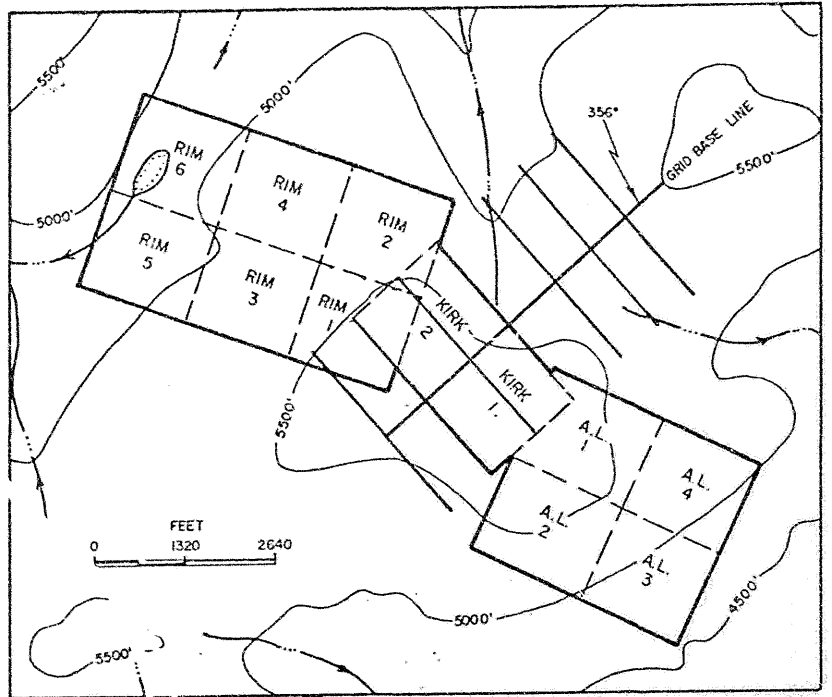 5500'
5000'
356°
N
GRID BASE LINE
5500'
RIM
6
RIM
4
RIM
2
5000'
RIM
5
RIM
3
RIM
1
KIRK
2
KIRK
1.
5500'
A.L.
1
A.L.
4
A.L.
2
A.L.
3
FEET
0 1320 2640
4500'
5000'
5500'